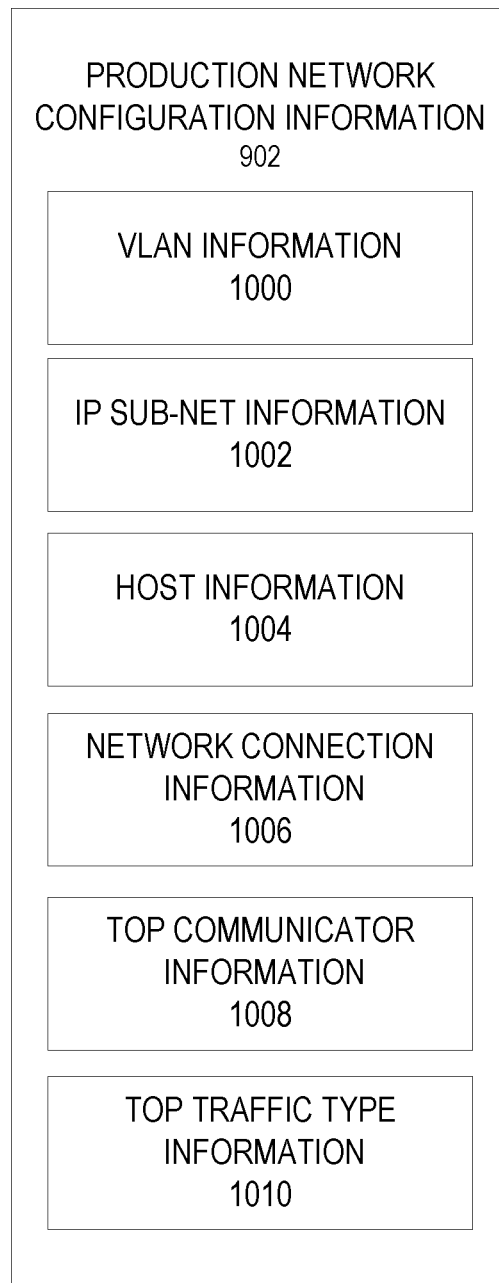 PRODUCTION NETWORK
CONFIGURATION INFORMATION
902
VLAN INFORMATION
1000
IP SUB-NET INFORMATION
1002
HOST INFORMATION
1004
NETWORK CONNECTION
INFORMATION
1006
TOP COMMUNICATOR
INFORMATION
1008
TOP TRAFFIC TYPE
INFORMATION
1010